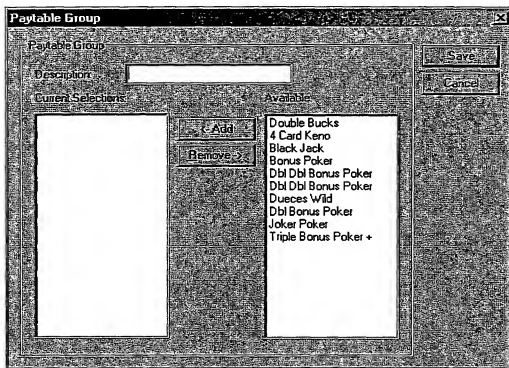 Paytable Group
Paytable Group
Save
Description:
Cancel
Current Selections:
Available
< Add
Remove >
Double Bucks
4 Card Keno
Black Jack
Bonus Poker
Dbl Dbl Bonus Poker
Dbl Dbl Bonus Poker
Dueces Wild
Dbl Bonus Poker
Joker Poker
Triple Bonus Poker +